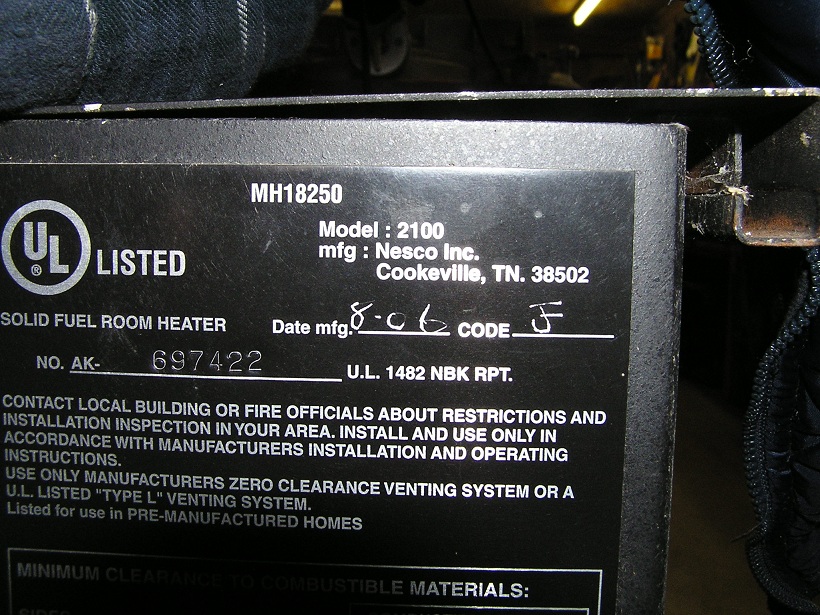 MH18250
Model : 2100
mfg : Nesco Inc.
Cookeville, TN. 38502
UL
®
LISTED
SOLID FUEL ROOM HEATER
Date mfg. 8-06 CODE J
NO. AK- 697422 U.L. 1482 NBK RPT.
CONTACT LOCAL BUILDING OR FIRE OFFICIALS ABOUT RESTRICTIONS AND
INSTALLATION INSPECTION IN YOUR AREA. INSTALL AND USE ONLY IN
ACCORDANCE WITH MANUFACTURERS INSTALLATION AND OPERATING
INSTRUCTIONS.
USE ONLY MANUFACTURERS ZERO CLEARANCE VENTING SYSTEM OR A
U.L. LISTED "TYPE L" VENTING SYSTEM.
Listed for use in PRE-MANUFACTURED HOMES
MINIMUM CLEARANCE TO COMBUSTIBLE MATERIALS: